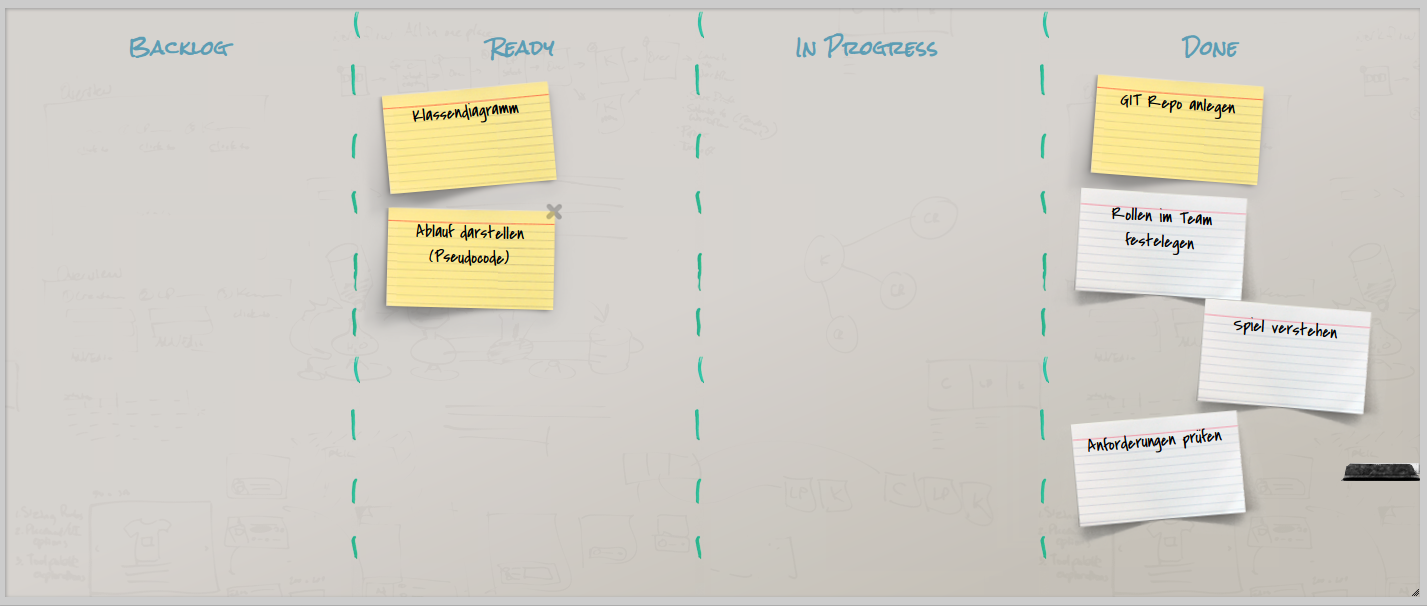 Backlog
Ready
In Progress
Done
Klassendiagramm
Ablauf darstellen
(Pseudocode)
GIT Repo anlegen
Rollen im Team
festelegen
Spiel verstehen
Anforderungen prüfen